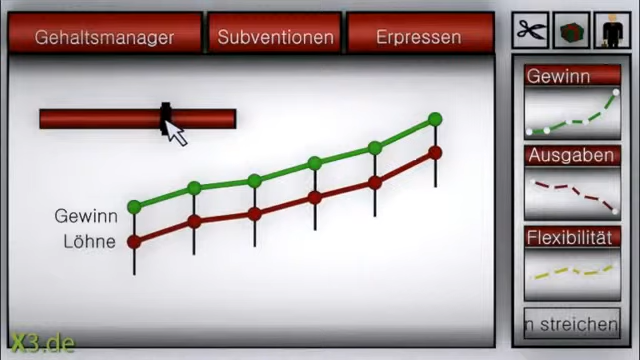 Gehaltsmanager
Subventionen
Erpressen
Gewinn
Ausgaben
Flexibilität
n streichen
Gewinn
Löhne
X3.de